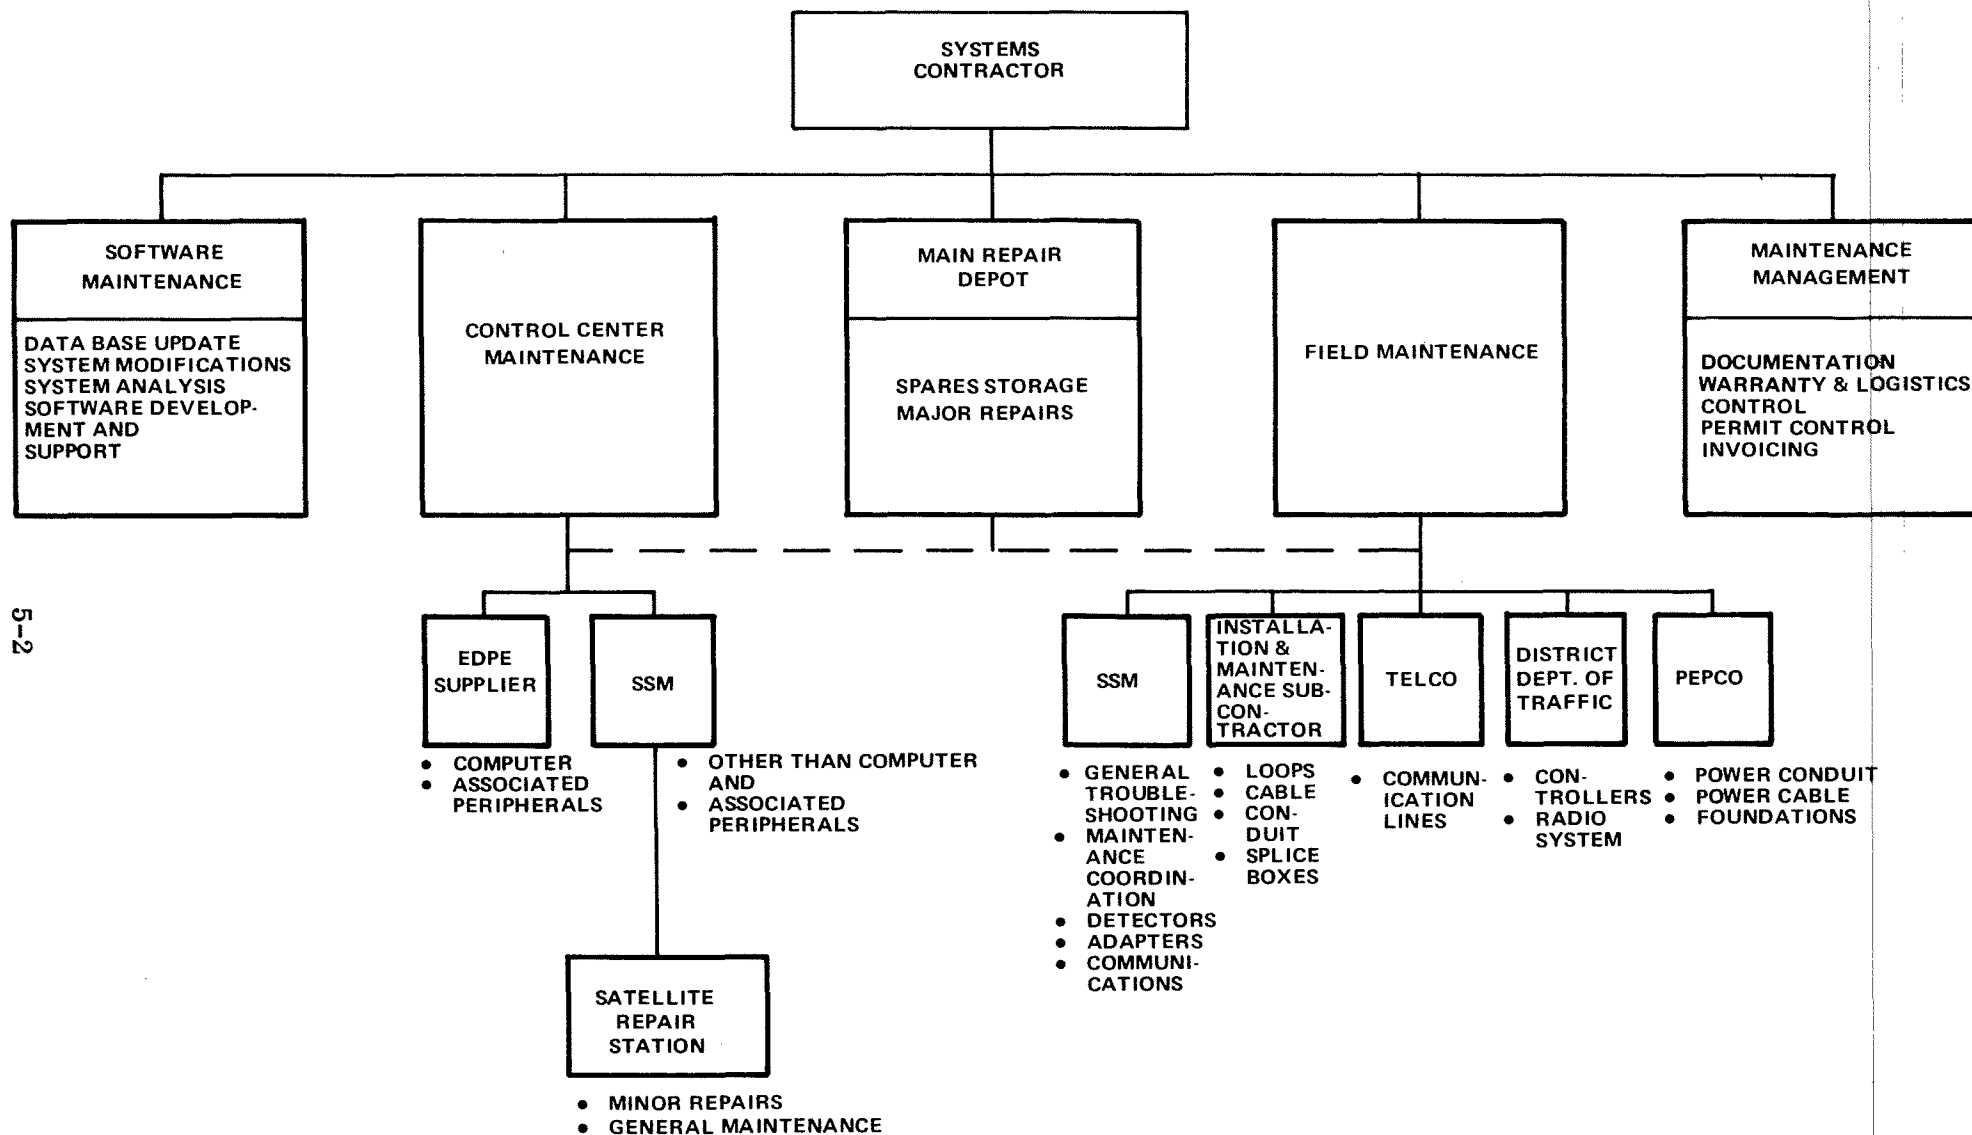 SYSTEMS
CONTRACTOR
SOFTWARE
MAINTENANCE
DATA BASE UPDATE
SYSTEM MODIFICATIONS
SYSTEM ANALYSIS
SOFTWARE DEVELOP-
MENT AND
SUPPORT
CONTROL CENTER
MAINTENANCE
MAIN REPAIR
DEPOT
SPARES STORAGE
MAJOR REPAIRS
FIELD MAINTENANCE
MAINTENANCE
MANAGEMENT
DOCUMENTATION
WARRANTY & LOGISTICS
CONTROL
PERMIT CONTROL
INVOICING
5-2
EDPE
SUPPLIER
• COMPUTER
• ASSOCIATED
PERIPHERALS
SSM
• OTHER THAN COMPUTER
AND
• ASSOCIATED
PERIPHERALS
SATELLITE
REPAIR
STATION
• MINOR REPAIRS
• GENERAL MAINTENANCE
SSM
• GENERAL
TROUBLE-
SHOOTING
• MAINTEN-
ANCE
COORDIN-
ATION
• DETECTORS
• ADAPTERS
• COMMUNI-
CATIONS
INSTALLA-
TION &
MAINTEN-
ANCE SUB-
CON-
TRACTOR
• LOOPS
• CABLE
• CON-
DUIT
• SPLICE
BOXES
TELCO
• COMMUN-
ICATION
LINES
DISTRICT
DEPT. OF
TRAFFIC
• CON-
TROLLERS
• RADIO
SYSTEM
PEPCO
• POWER CONDUIT
• POWER CABLE
• FOUNDATIONS